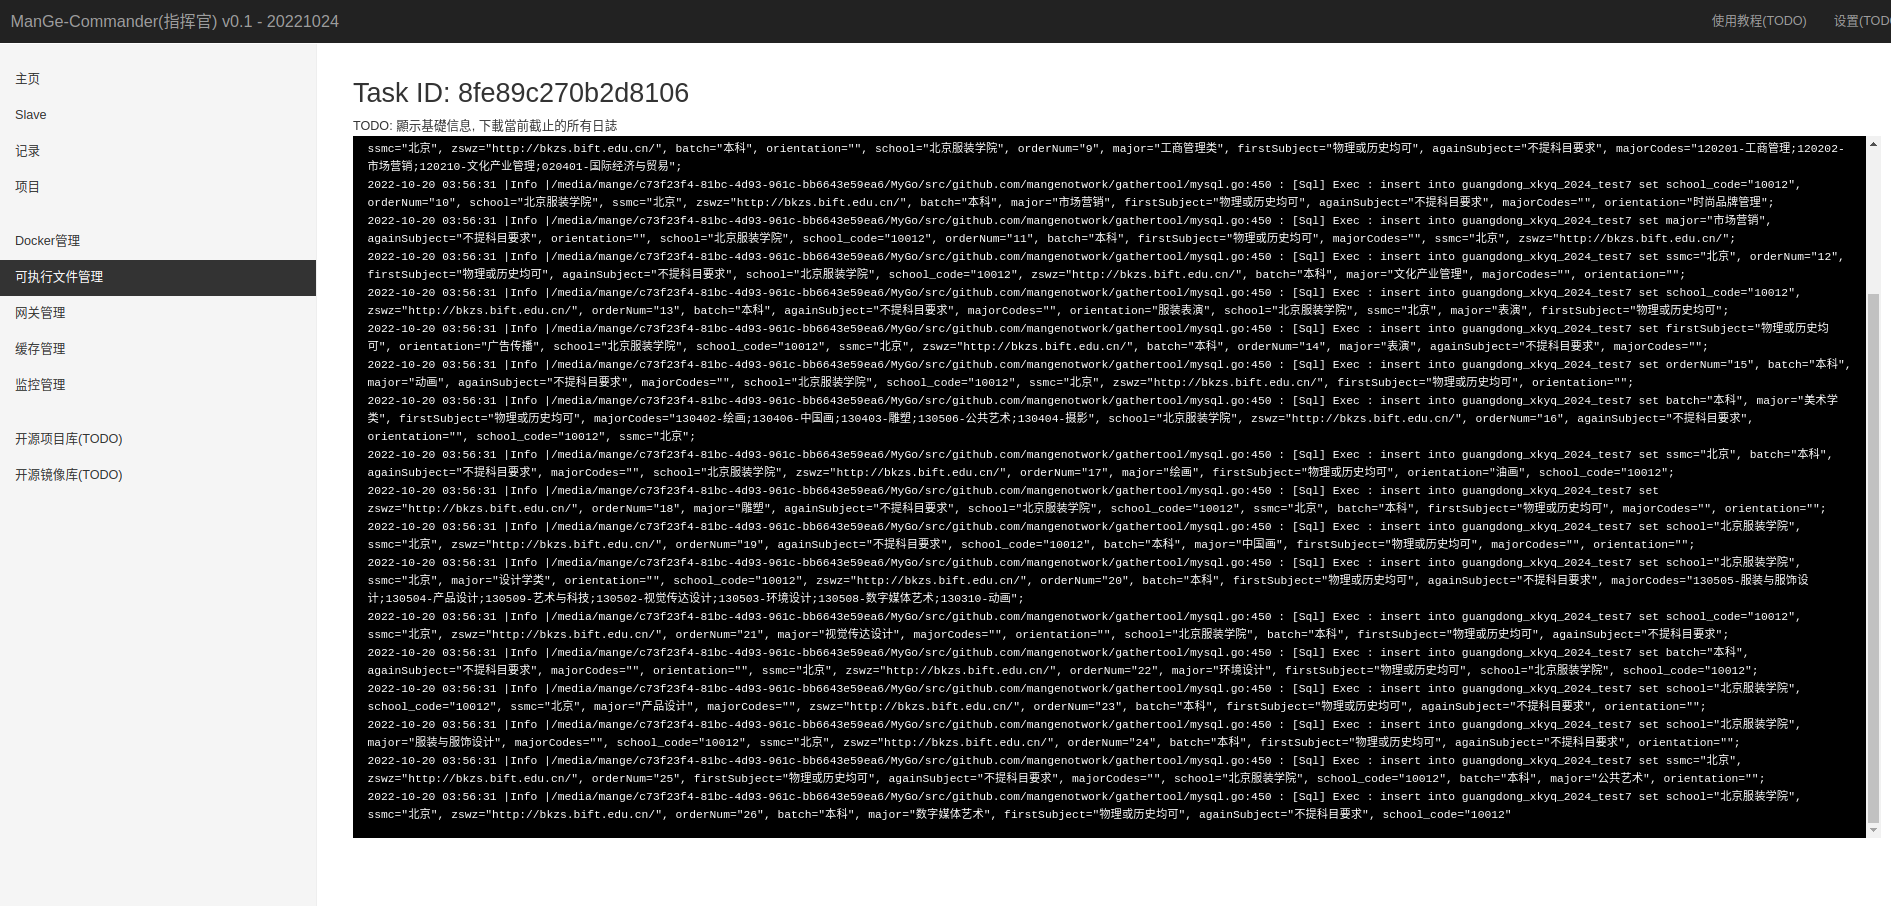 ManGe-Commander(指挥官) v0.1 - 20221024
使用教程(TODO)
设置(TOD
主页
Slave
记录
项目
Docker管理
可执行文件管理
网关管理
缓存管理
监控管理
开源项目库(TODO)
开源镜像库(TODO)
Task ID: 8fe89c270b2d8106
TODO: 顯示基礎信息, 下載當前截止的所有日誌
ssmc="北京", zswz="http://bkzs.bift.edu.cn/", batch="本科", orientation="", school="北京服装学院", orderNum="9", major="工商管理类", firstSubject="物理或历史均可", againSubject="不提科目要求", majorCodes="120201-工商管理;120202-
市场营销;120210-文化产业管理;020401-国际经济与贸易";
2022-10-20 03:56:31 |Info |/media/mange/c73f23f4-81bc-4d93-961c-bb6643e59ea6/MyGo/src/github.com/mangenotwork/gathertool/mysql.go:450 : [Sql] Exec : insert into guangdong_xkyq_2024_test7 set school_code="10012",
orderNum="10", school="北京服装学院", ssmc="北京", zswz="http://bkzs.bift.edu.cn/", batch="本科", major="市场营销", firstSubject="物理或历史均可", againSubject="不提科目要求", majorCodes="", orientation="时尚品牌管理";
2022-10-20 03:56:31 |Info |/media/mange/c73f23f4-81bc-4d93-961c-bb6643e59ea6/MyGo/src/github.com/mangenotwork/gathertool/mysql.go:450 : [Sql] Exec : insert into guangdong_xkyq_2024_test7 set major="市场营销",
againSubject="不提科目要求", orientation="", school="北京服装学院", school_code="10012", orderNum="11", batch="本科", firstSubject="物理或历史均可", majorCodes="", ssmc="北京", zswz="http://bkzs.bift.edu.cn/";
2022-10-20 03:56:31 |Info |/media/mange/c73f23f4-81bc-4d93-961c-bb6643e59ea6/MyGo/src/github.com/mangenotwork/gathertool/mysql.go:450 : [Sql] Exec : insert into guangdong_xkyq_2024_test7 set ssmc="北京", orderNum="12",
firstSubject="物理或历史均可", againSubject="不提科目要求", school="北京服装学院", school_code="10012", zswz="http://bkzs.bift.edu.cn/", batch="本科", major="文化产业管理", majorCodes="", orientation="";
2022-10-20 03:56:31 |Info |/media/mange/c73f23f4-81bc-4d93-961c-bb6643e59ea6/MyGo/src/github.com/mangenotwork/gathertool/mysql.go:450 : [Sql] Exec : insert into guangdong_xkyq_2024_test7 set school_code="10012",
zswz="http://bkzs.bift.edu.cn/", orderNum="13", batch="本科", againSubject="不提科目要求", majorCodes="", orientation="服装表演", school="北京服装学院", ssmc="北京", major="表演", firstSubject="物理或历史均可";
2022-10-20 03:56:31 |Info |/media/mange/c73f23f4-81bc-4d93-961c-bb6643e59ea6/MyGo/src/github.com/mangenotwork/gathertool/mysql.go:450 : [Sql] Exec : insert into guangdong_xkyq_2024_test7 set firstSubject="物理或历史均
可", orientation="广告传播", school="北京服装学院", school_code="10012", ssmc="北京", zswz="http://bkzs.bift.edu.cn/", batch="本科", orderNum="14", major="表演", againSubject="不提科目要求", majorCodes="";
2022-10-20 03:56:31 |Info |/media/mange/c73f23f4-81bc-4d93-961c-bb6643e59ea6/MyGo/src/github.com/mangenotwork/gathertool/mysql.go:450 : [Sql] Exec : insert into guangdong_xkyq_2024_test7 set orderNum="15", batch="本科",
major="动画", againSubject="不提科目要求", majorCodes="", school="北京服装学院", school_code="10012", ssmc="北京", zswz="http://bkzs.bift.edu.cn/", firstSubject="物理或历史均可", orientation="";
2022-10-20 03:56:31 |Info |/media/mange/c73f23f4-81bc-4d93-961c-bb6643e59ea6/MyGo/src/github.com/mangenotwork/gathertool/mysql.go:450 : [Sql] Exec : insert into guangdong_xkyq_2024_test7 set batch="本科", major="美术学
类", firstSubject="物理或历史均可", majorCodes="130402-绘画;130406-中国画;130403-雕塑;130506-公共艺术;130404-摄影", school="北京服装学院", zswz="http://bkzs.bift.edu.cn/", orderNum="16", againSubject="不提科目要求",
orientation="", school_code="10012", ssmc="北京";
2022-10-20 03:56:31 |Info |/media/mange/c73f23f4-81bc-4d93-961c-bb6643e59ea6/MyGo/src/github.com/mangenotwork/gathertool/mysql.go:450 : [Sql] Exec : insert into guangdong_xkyq_2024_test7 set ssmc="北京", batch="本科",
againSubject="不提科目要求", majorCodes="", school="北京服装学院", zswz="http://bkzs.bift.edu.cn/", orderNum="17", major="绘画", firstSubject="物理或历史均可", orientation="油画", school_code="10012";
2022-10-20 03:56:31 |Info |/media/mange/c73f23f4-81bc-4d93-961c-bb6643e59ea6/MyGo/src/github.com/mangenotwork/gathertool/mysql.go:450 : [Sql] Exec : insert into guangdong_xkyq_2024_test7 set
zswz="http://bkzs.bift.edu.cn/", orderNum="18", major="雕塑", againSubject="不提科目要求", school="北京服装学院", school_code="10012", ssmc="北京", batch="本科", firstSubject="物理或历史均可", majorCodes="", orientation="";
2022-10-20 03:56:31 |Info |/media/mange/c73f23f4-81bc-4d93-961c-bb6643e59ea6/MyGo/src/github.com/mangenotwork/gathertool/mysql.go:450 : [Sql] Exec : insert into guangdong_xkyq_2024_test7 set school="北京服装学院",
ssmc="北京", zswz="http://bkzs.bift.edu.cn/", orderNum="19", againSubject="不提科目要求", school_code="10012", batch="本科", major="中国画", firstSubject="物理或历史均可", majorCodes="", orientation="";
2022-10-20 03:56:31 |Info |/media/mange/c73f23f4-81bc-4d93-961c-bb6643e59ea6/MyGo/src/github.com/mangenotwork/gathertool/mysql.go:450 : [Sql] Exec : insert into guangdong_xkyq_2024_test7 set school="北京服装学院",
ssmc="北京", major="设计学类", orientation="", school_code="10012", zswz="http://bkzs.bift.edu.cn/", orderNum="20", batch="本科", firstSubject="物理或历史均可", againSubject="不提科目要求", majorCodes="130505-服装与服饰设
计;130504-产品设计;130509-艺术与科技;130502-视觉传达设计;130503-环境设计;130508-数字媒体艺术;130310-动画";
2022-10-20 03:56:31 |Info |/media/mange/c73f23f4-81bc-4d93-961c-bb6643e59ea6/MyGo/src/github.com/mangenotwork/gathertool/mysql.go:450 : [Sql] Exec : insert into guangdong_xkyq_2024_test7 set school_code="10012",
ssmc="北京", zswz="http://bkzs.bift.edu.cn/", orderNum="21", major="视觉传达设计", majorCodes="", orientation="", school="北京服装学院", batch="本科", firstSubject="物理或历史均可", againSubject="不提科目要求";
2022-10-20 03:56:31 |Info |/media/mange/c73f23f4-81bc-4d93-961c-bb6643e59ea6/MyGo/src/github.com/mangenotwork/gathertool/mysql.go:450 : [Sql] Exec : insert into guangdong_xkyq_2024_test7 set batch="本科",
againSubject="不提科目要求", majorCodes="", orientation="", ssmc="北京", zswz="http://bkzs.bift.edu.cn/", orderNum="22", major="环境设计", firstSubject="物理或历史均可", school="北京服装学院", school_code="10012";
2022-10-20 03:56:31 |Info |/media/mange/c73f23f4-81bc-4d93-961c-bb6643e59ea6/MyGo/src/github.com/mangenotwork/gathertool/mysql.go:450 : [Sql] Exec : insert into guangdong_xkyq_2024_test7 set school="北京服装学院",
school_code="10012", ssmc="北京", major="产品设计", majorCodes="", zswz="http://bkzs.bift.edu.cn/", orderNum="23", batch="本科", firstSubject="物理或历史均可", againSubject="不提科目要求", orientation="";
2022-10-20 03:56:31 |Info |/media/mange/c73f23f4-81bc-4d93-961c-bb6643e59ea6/MyGo/src/github.com/mangenotwork/gathertool/mysql.go:450 : [Sql] Exec : insert into guangdong_xkyq_2024_test7 set school="北京服装学院",
major="服装与服饰设计", majorCodes="", school_code="10012", ssmc="北京", zswz="http://bkzs.bift.edu.cn/", orderNum="24", batch="本科", firstSubject="物理或历史均可", againSubject="不提科目要求", orientation="";
2022-10-20 03:56:31 |Info |/media/mange/c73f23f4-81bc-4d93-961c-bb6643e59ea6/MyGo/src/github.com/mangenotwork/gathertool/mysql.go:450 : [Sql] Exec : insert into guangdong_xkyq_2024_test7 set ssmc="北京",
zswz="http://bkzs.bift.edu.cn/", orderNum="25", firstSubject="物理或历史均可", againSubject="不提科目要求", majorCodes="", school="北京服装学院", school_code="10012", batch="本科", major="公共艺术", orientation="";
2022-10-20 03:56:31 |Info |/media/mange/c73f23f4-81bc-4d93-961c-bb6643e59ea6/MyGo/src/github.com/mangenotwork/gathertool/mysql.go:450 : [Sql] Exec : insert into guangdong_xkyq_2024_test7 set school="北京服装学院",
ssmc="北京", zswz="http://bkzs.bift.edu.cn/", orderNum="26", batch="本科", major="数字媒体艺术", firstSubject="物理或历史均可", againSubject="不提科目要求", school_code="10012"